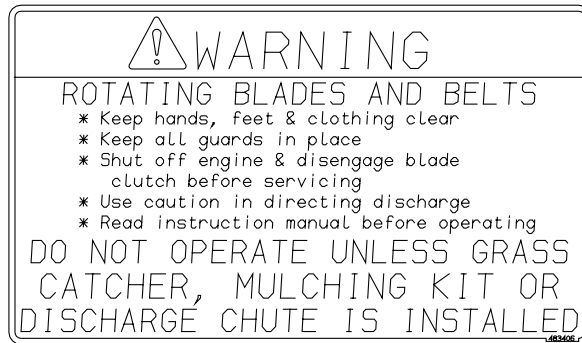 WARNING
ROTATING BLADES AND BELTS
* Keep hands, feet & clothing clear
* Keep all guards in place
* Shut off engine & disengage blade
clutch before servicing
* Use caution in directing discharge
* Read instruction manual before operating
DO NOT OPERATE UNLESS GRASS
CATCHER, MULCHING KIT OR
DISCHARGE CHUTE IS INSTALLED
483406